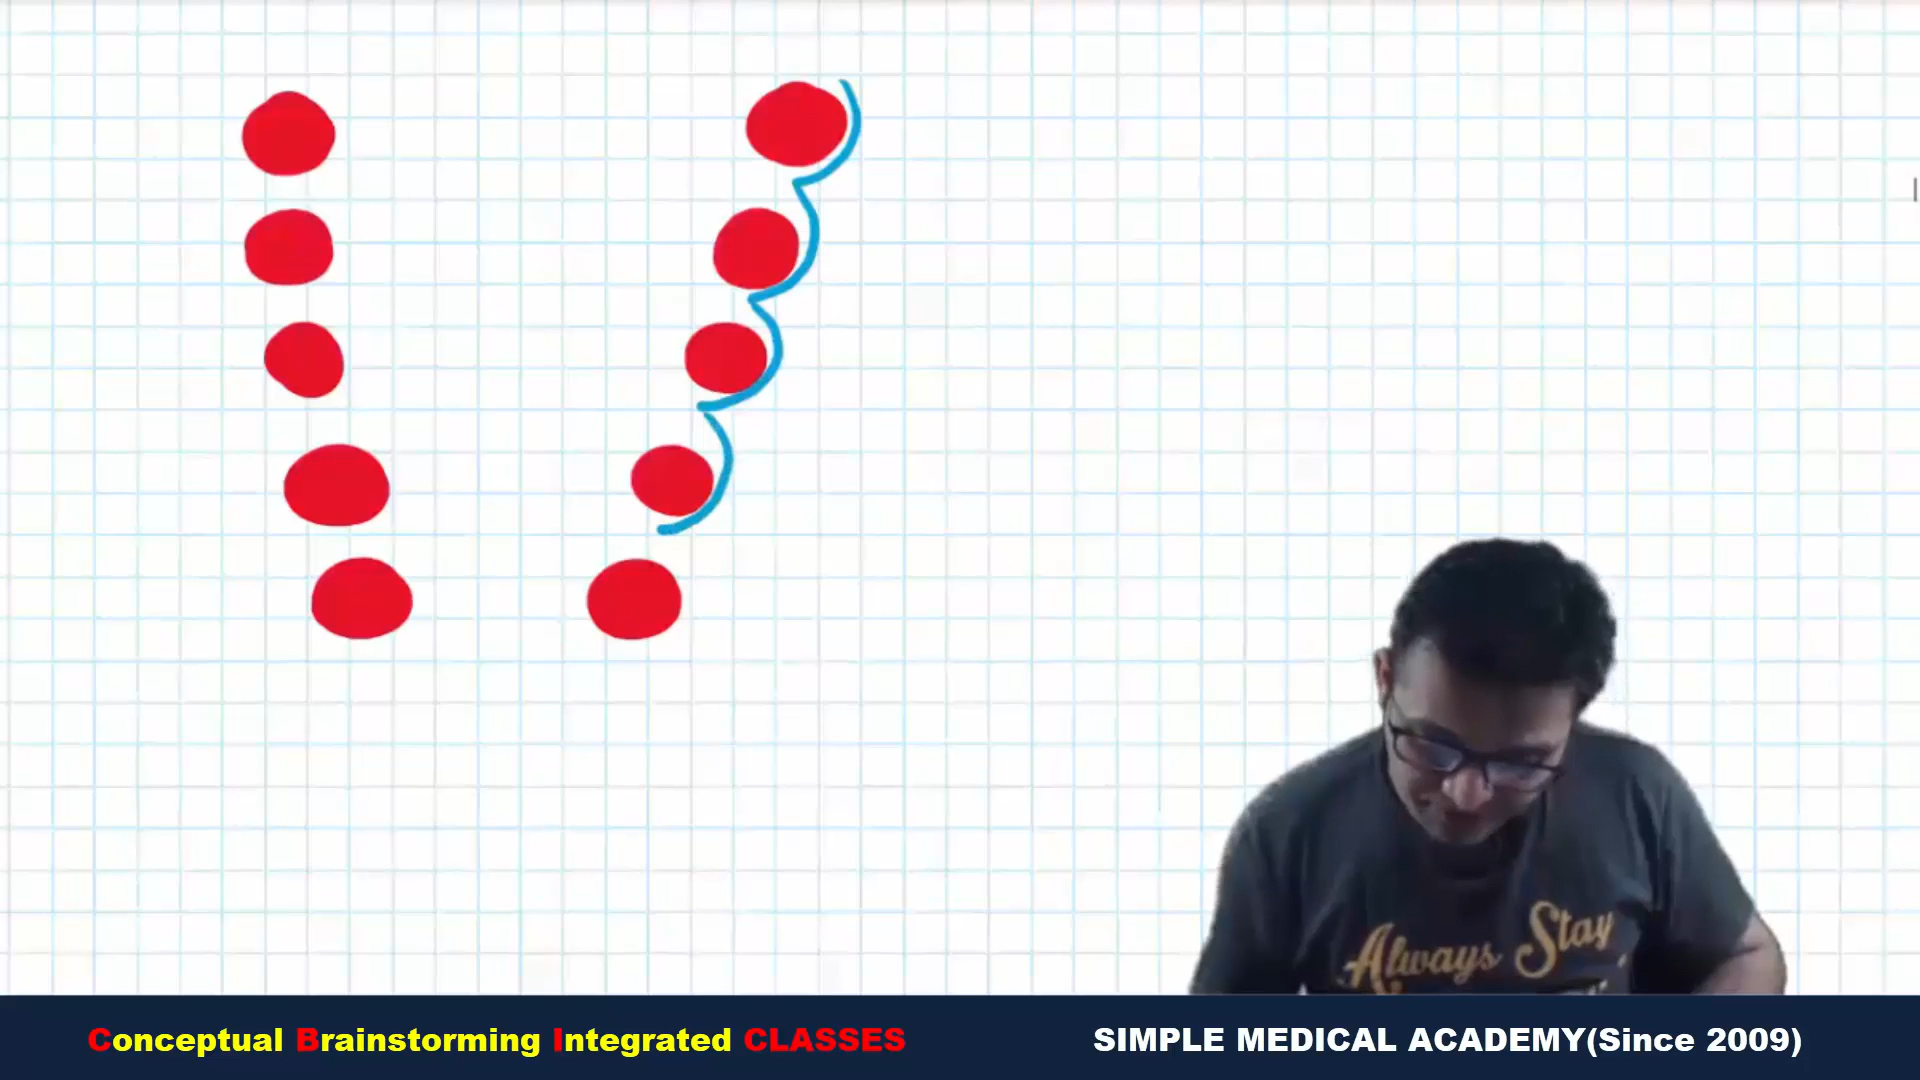 Always Stay
Conceptual Brainstorming Integrated CLASSES
SIMPLE MEDICAL ACADEMY(Since 2009)